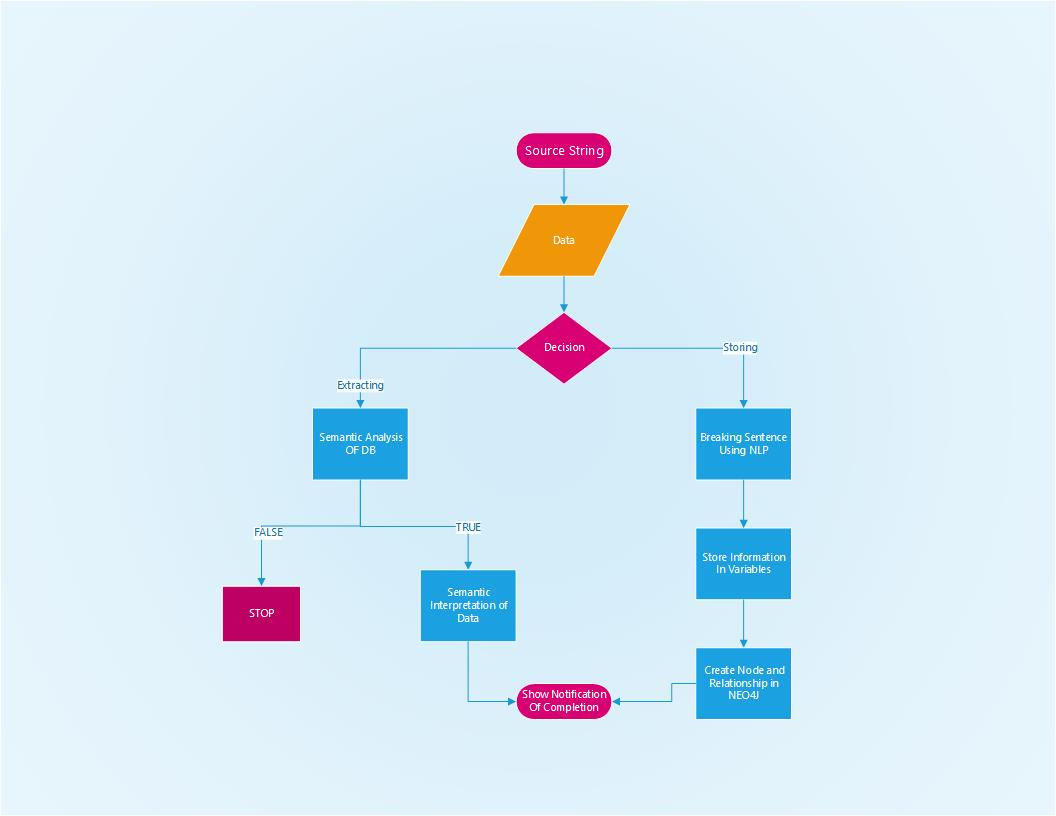 Source String
Data
Decision
Storing
Extracting
Semantic Analysis
OF DB
Breaking Sentence
Using NLP
FALSE
TRUE
Store Information
In Variables
STOP
Semantic
Interpretation of
Data
Create Node and
Relationship in
NEO4J
Show Notification
Of Completion